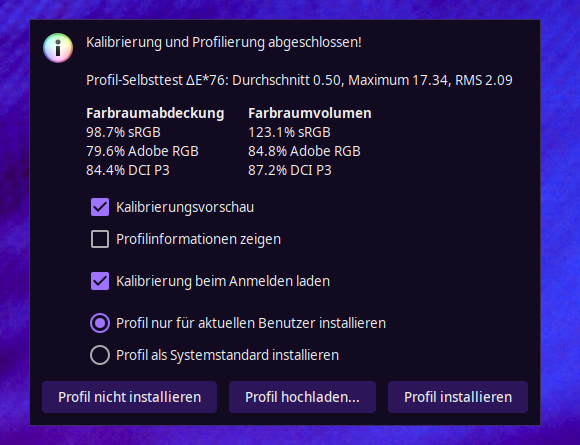 Kalibrierung und Profilierung abgeschlossen!
Profil-Selbsttest ΔE*76: Durchschnitt 0.50, Maximum 17.34, RMS 2.09
Farbraumabdeckung Farbraumvolumen
98.7% sRGB 123.1% sRGB
79.6% Adobe RGB 84.8% Adobe RGB
84.4% DCI P3 87.2% DCI P3
Kalibrierungsvorschau
Profilinformationen zeigen
Kalibrierung beim Anmelden laden
Profil nur für aktuellen Benutzer installieren
Profil als Systemstandard installieren
Profil nicht installieren Profil hochladen... Profil installieren